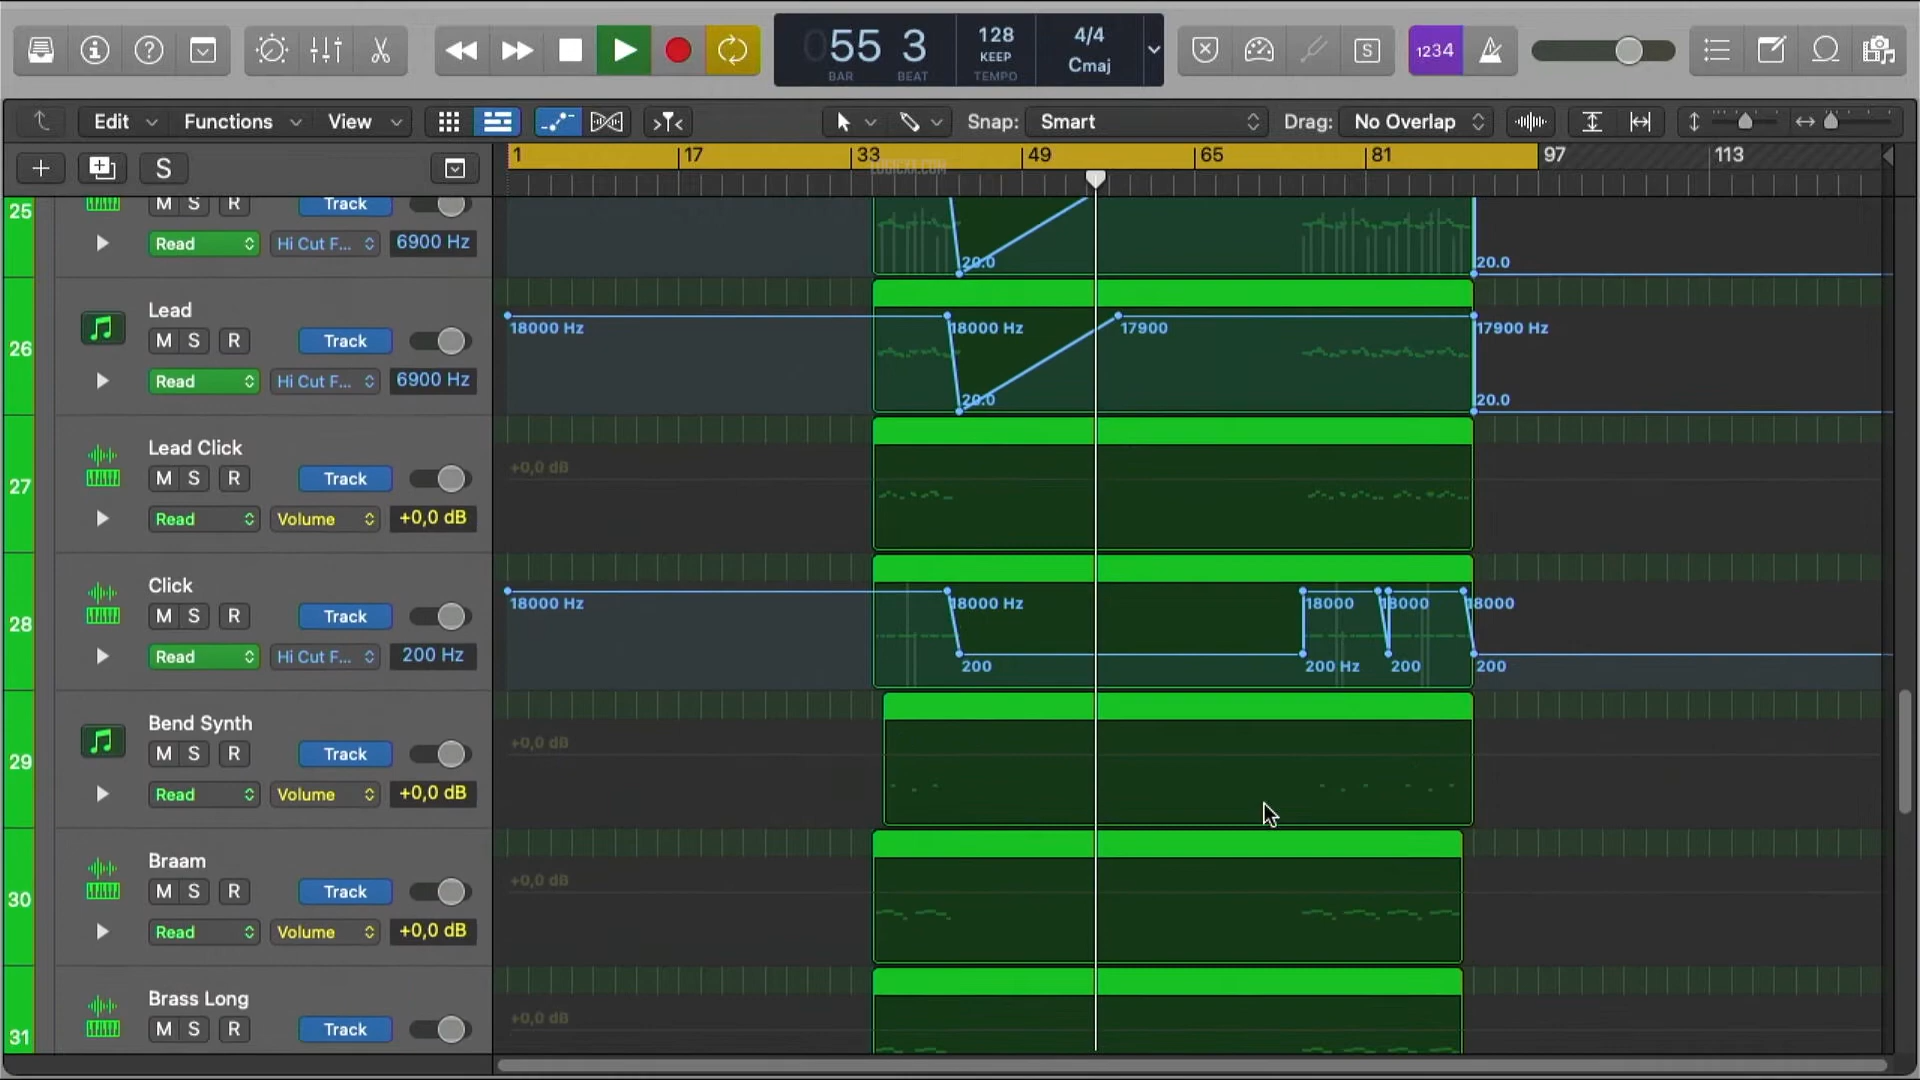 055 3
BAR BEAT
128
KEEP
TEMPO
4/4
Cmaj
S
1234
Edit Functions View
Snap: Smart
Drag: No Overlap
S
1 17 33 49 65 81 97 113
LOGICXX.COM
25
M S R Track
Read Hi Cut F... 6900 Hz
20.0 20.0
26
Lead
M S R Track
Read Hi Cut F... 6900 Hz
18000 Hz 18000 Hz 17900 17900 Hz
20.0 20.0
27
Lead Click
M S R Track
Read Volume +0,0 dB
+0,0 dB
28
Click
M S R Track
Read Hi Cut F... 200 Hz
18000 Hz 18000 Hz 18000 18000 18000
200 200 Hz 200 200
29
Bend Synth
M S R Track
Read Volume +0,0 dB
+0,0 dB
30
Braam
M S R Track
Read Volume +0,0 dB
+0,0 dB
31
Brass Long
M S R Track
+0,0 dB